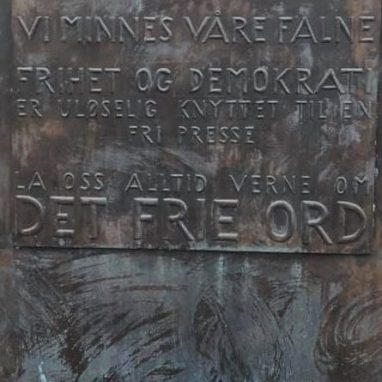 VI MINNES VÅRE FALNE
FRIHET OG DEMOKRATI
ER ULØSELIG KNYTTET TIL EN
FRI PRESSE
LA OSS ALLTID VERNE OM
DET FRIE ORD